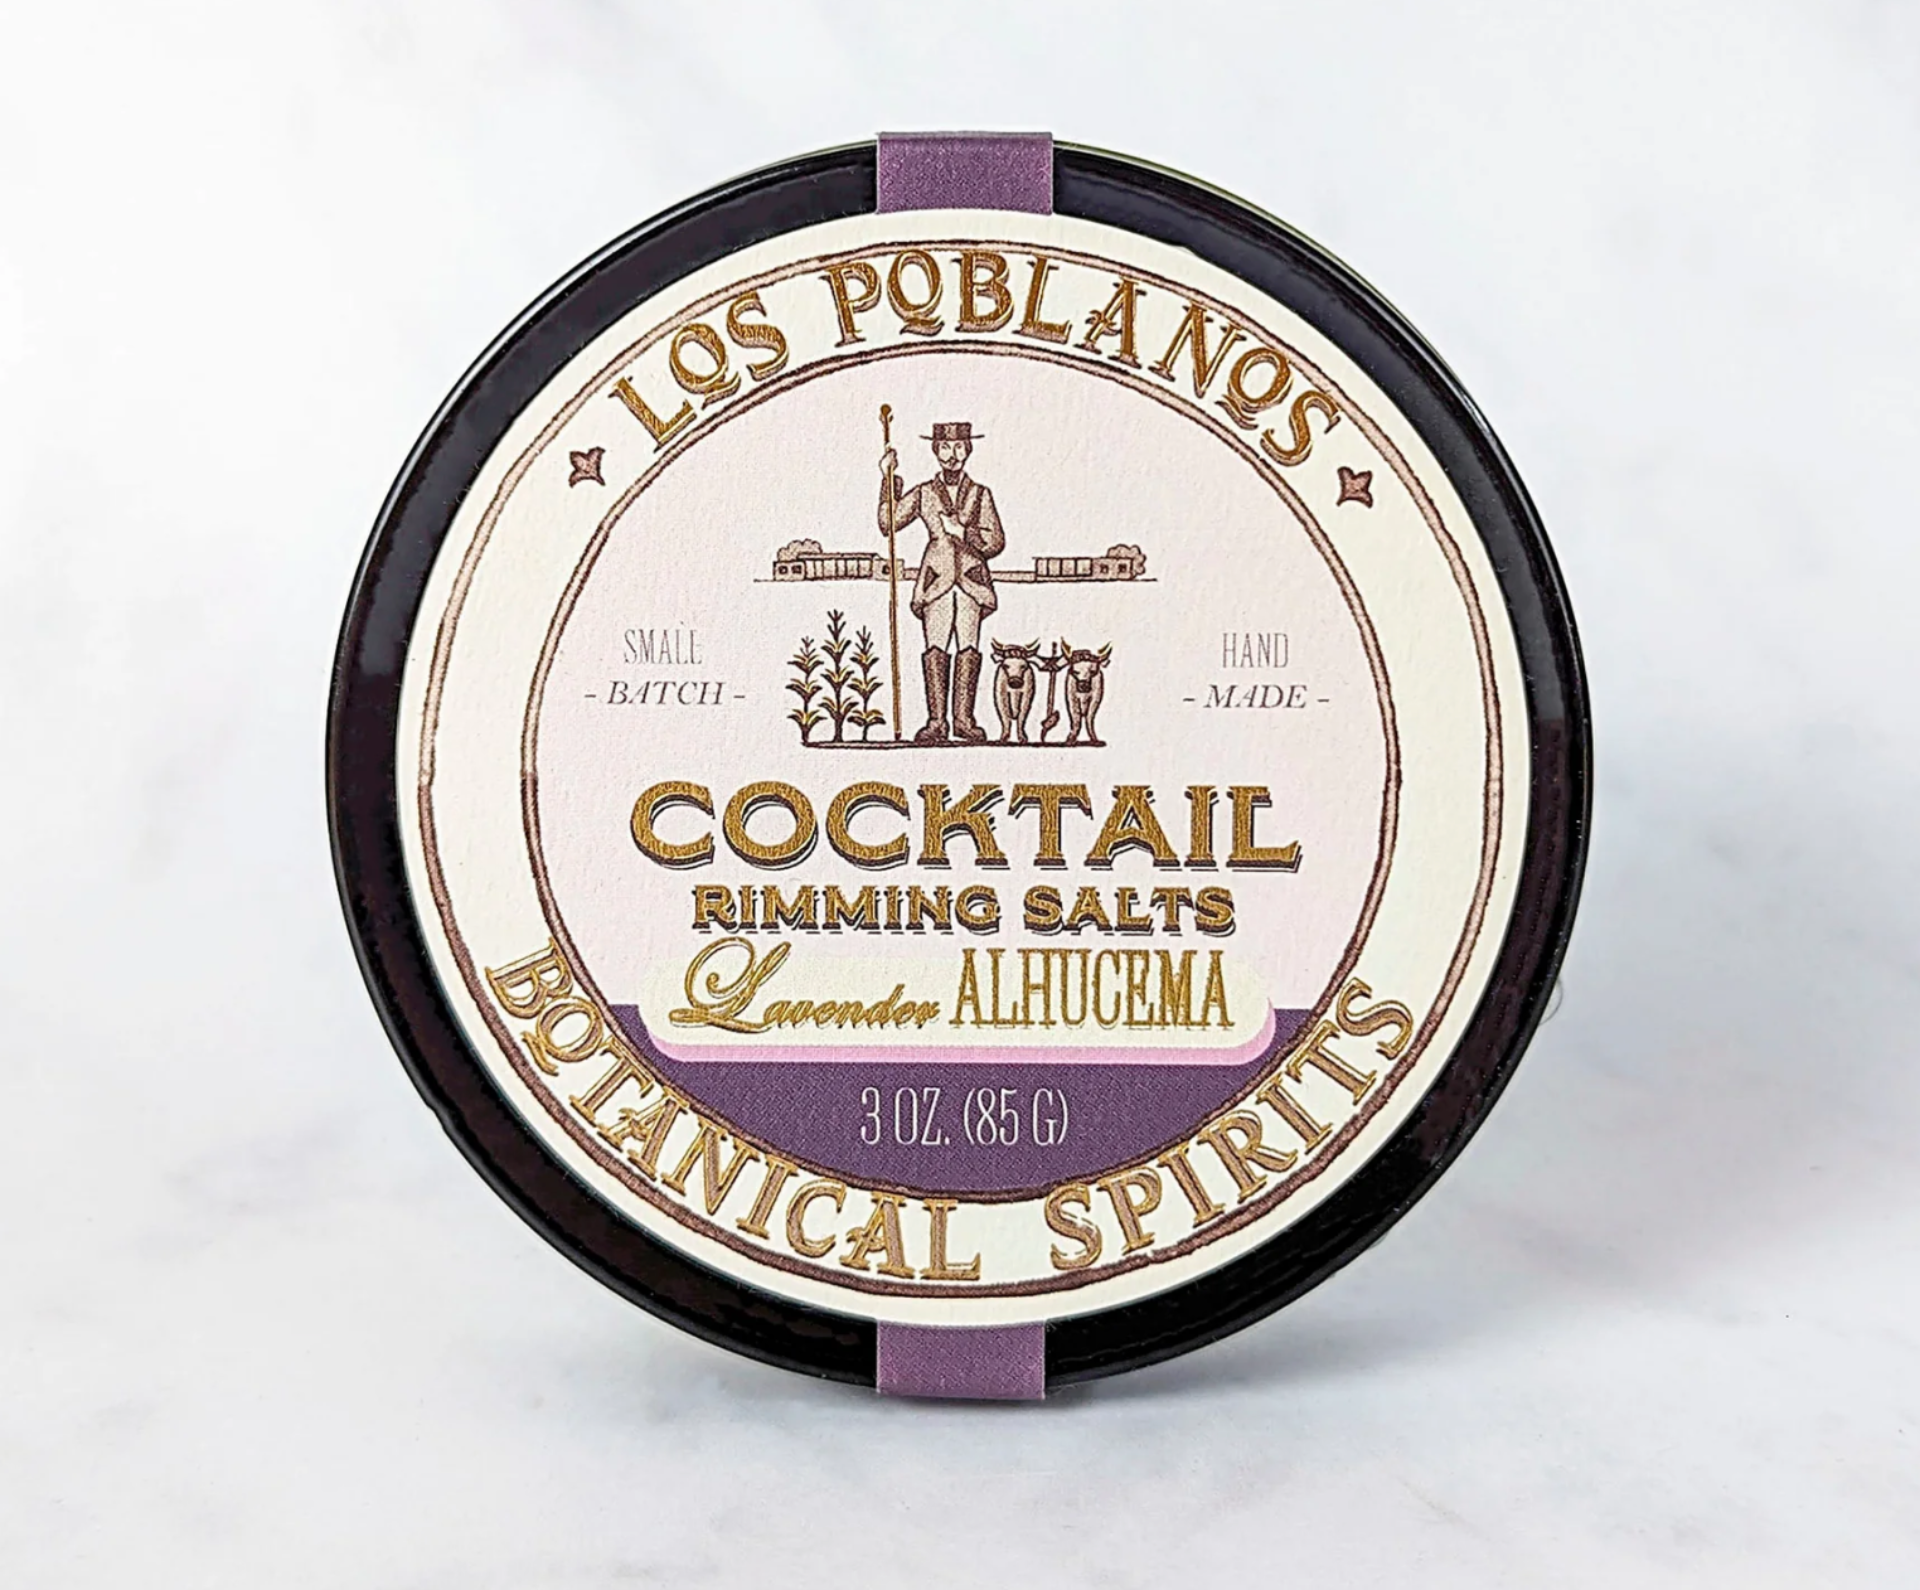 LOS POBLANOS
SMALL
- BATCH -
HAND
- MADE -
COCKTAIL
RIMMING SALTS
Lavender ALHUCEMA
3 OZ. (85 G)
BOTANICAL SPIRITS